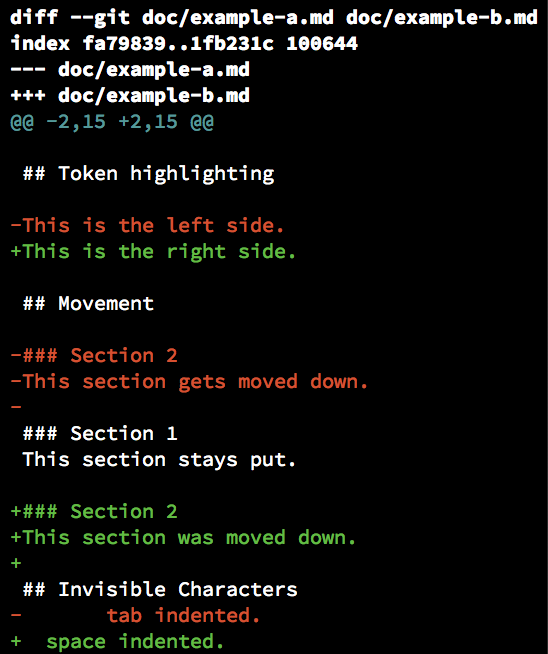 diff --git doc/example-a.md doc/example-b.md
index fa79839..1fb231c 100644
--- doc/example-a.md
+++ doc/example-b.md
@@ -2,15 +2,15 @@

 ## Token highlighting

-This is the left side.
+This is the right side.

 ## Movement

-### Section 2
-This section gets moved down.
-
 ### Section 1
 This section stays put.

+### Section 2
+This section was moved down.
+
 ## Invisible Characters
-       tab indented.
+  space indented.